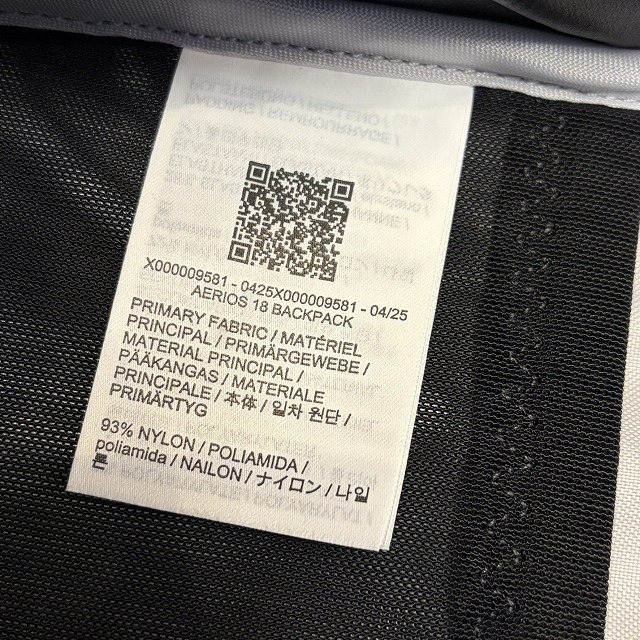 X000009581 - 0425X000009581 - 04/25
AERIOS 18 BACKPACK
PRIMARY FABRIC / MATÉRIEL
PRINCIPAL / PRIMÄRGEWEBE /
MATERIAL PRINCIPAL /
PÄÄKANGAS / MATERIALE
PRINCIPALE / 本体 / 일차 원단 /
PRIMÄRTYG
93% NYLON / POLIAMIDA /
poliamida / NAILON / ナイロン / 나일
론